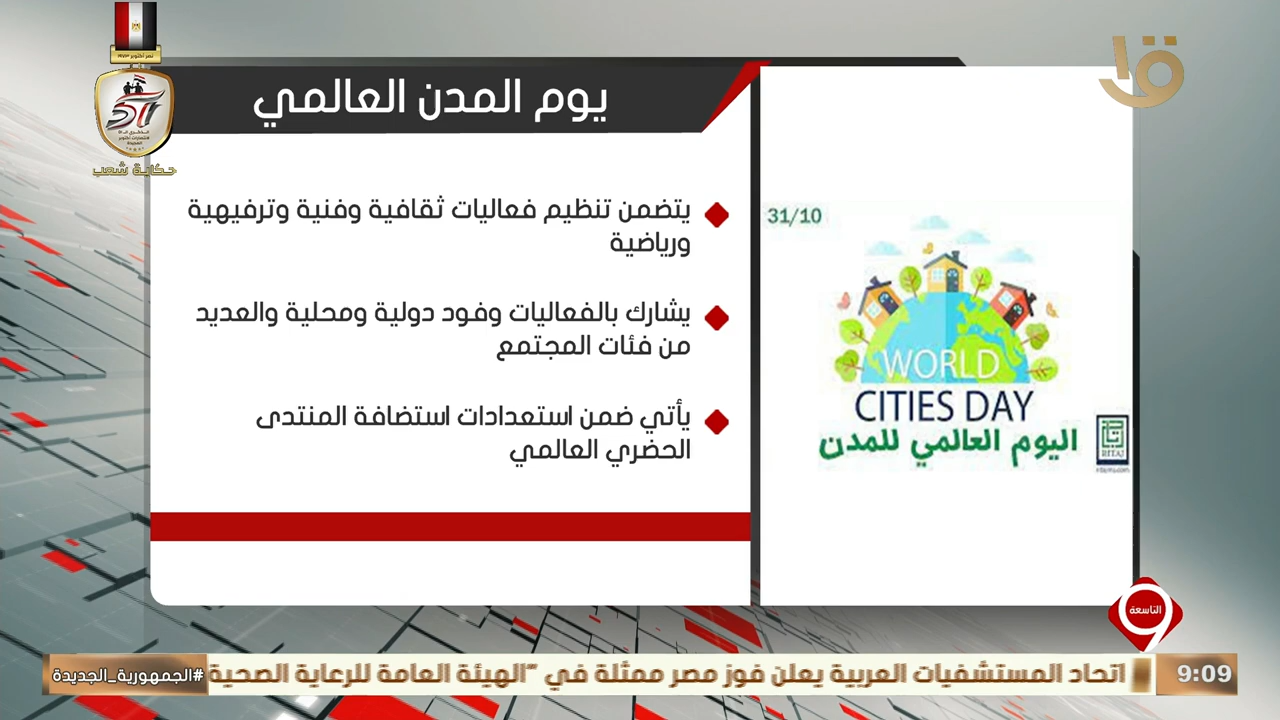 يوم المدن العالمي
يتضمن تنظيم فعاليات ثقافية وفنية وترفيهية
ورياضية
يشارك بالفعاليات وفود دولية ومحلية والعديد
من فئات المجتمع
يأتي ضمن استعدادات استضافة المنتدى
الحضري العالمي
31/10
WORLD
CITIES DAY
اليوم العالمي للمدن
RITAJ
حكاية شعب
التاسعة
9
9:09
اتحاد المستشفيات العربية يعلن فوز مصر ممثلة في "الهيئة العامة للرعاية الصحية
#الجمهورية_الجديدة